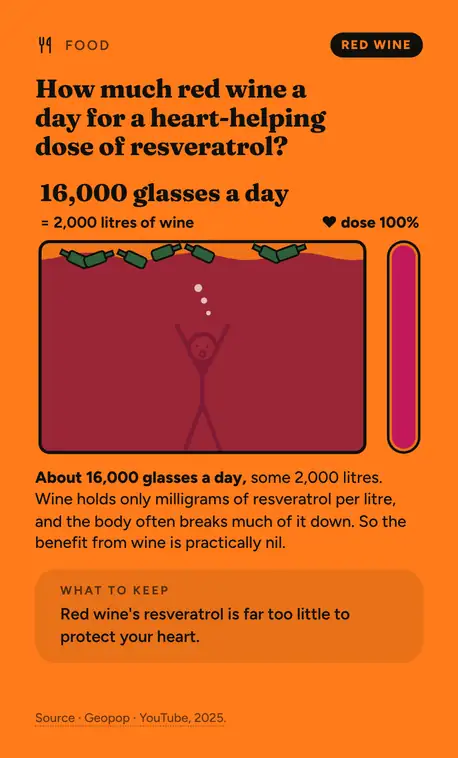 FOOD
RED WINE
How much red wine a
day for a heart-helping
dose of resveratrol?
16,000 glasses a day
= 2,000 litres of wine
♥ dose 100%
About 16,000 glasses a day, some 2,000 litres.
Wine holds only milligrams of resveratrol per litre,
and the body often breaks much of it down. So the
benefit from wine is practically nil.
WHAT TO KEEP
Red wine's resveratrol is far too little to
protect your heart.
Source · Geopop · YouTube, 2025.